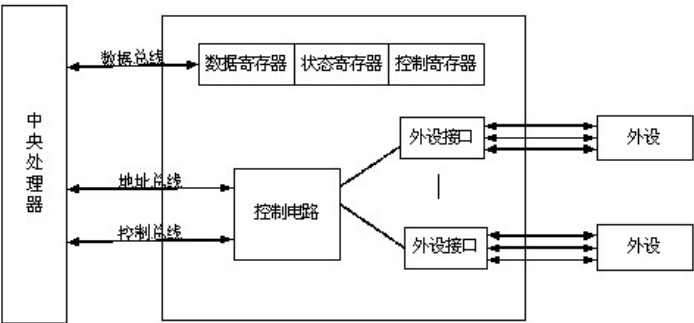 中央处理器
数据总线
数据寄存器 状态寄存器 控制寄存器
外设接口
外设
地址总线
控制电路
控制总线
外设接口
外设